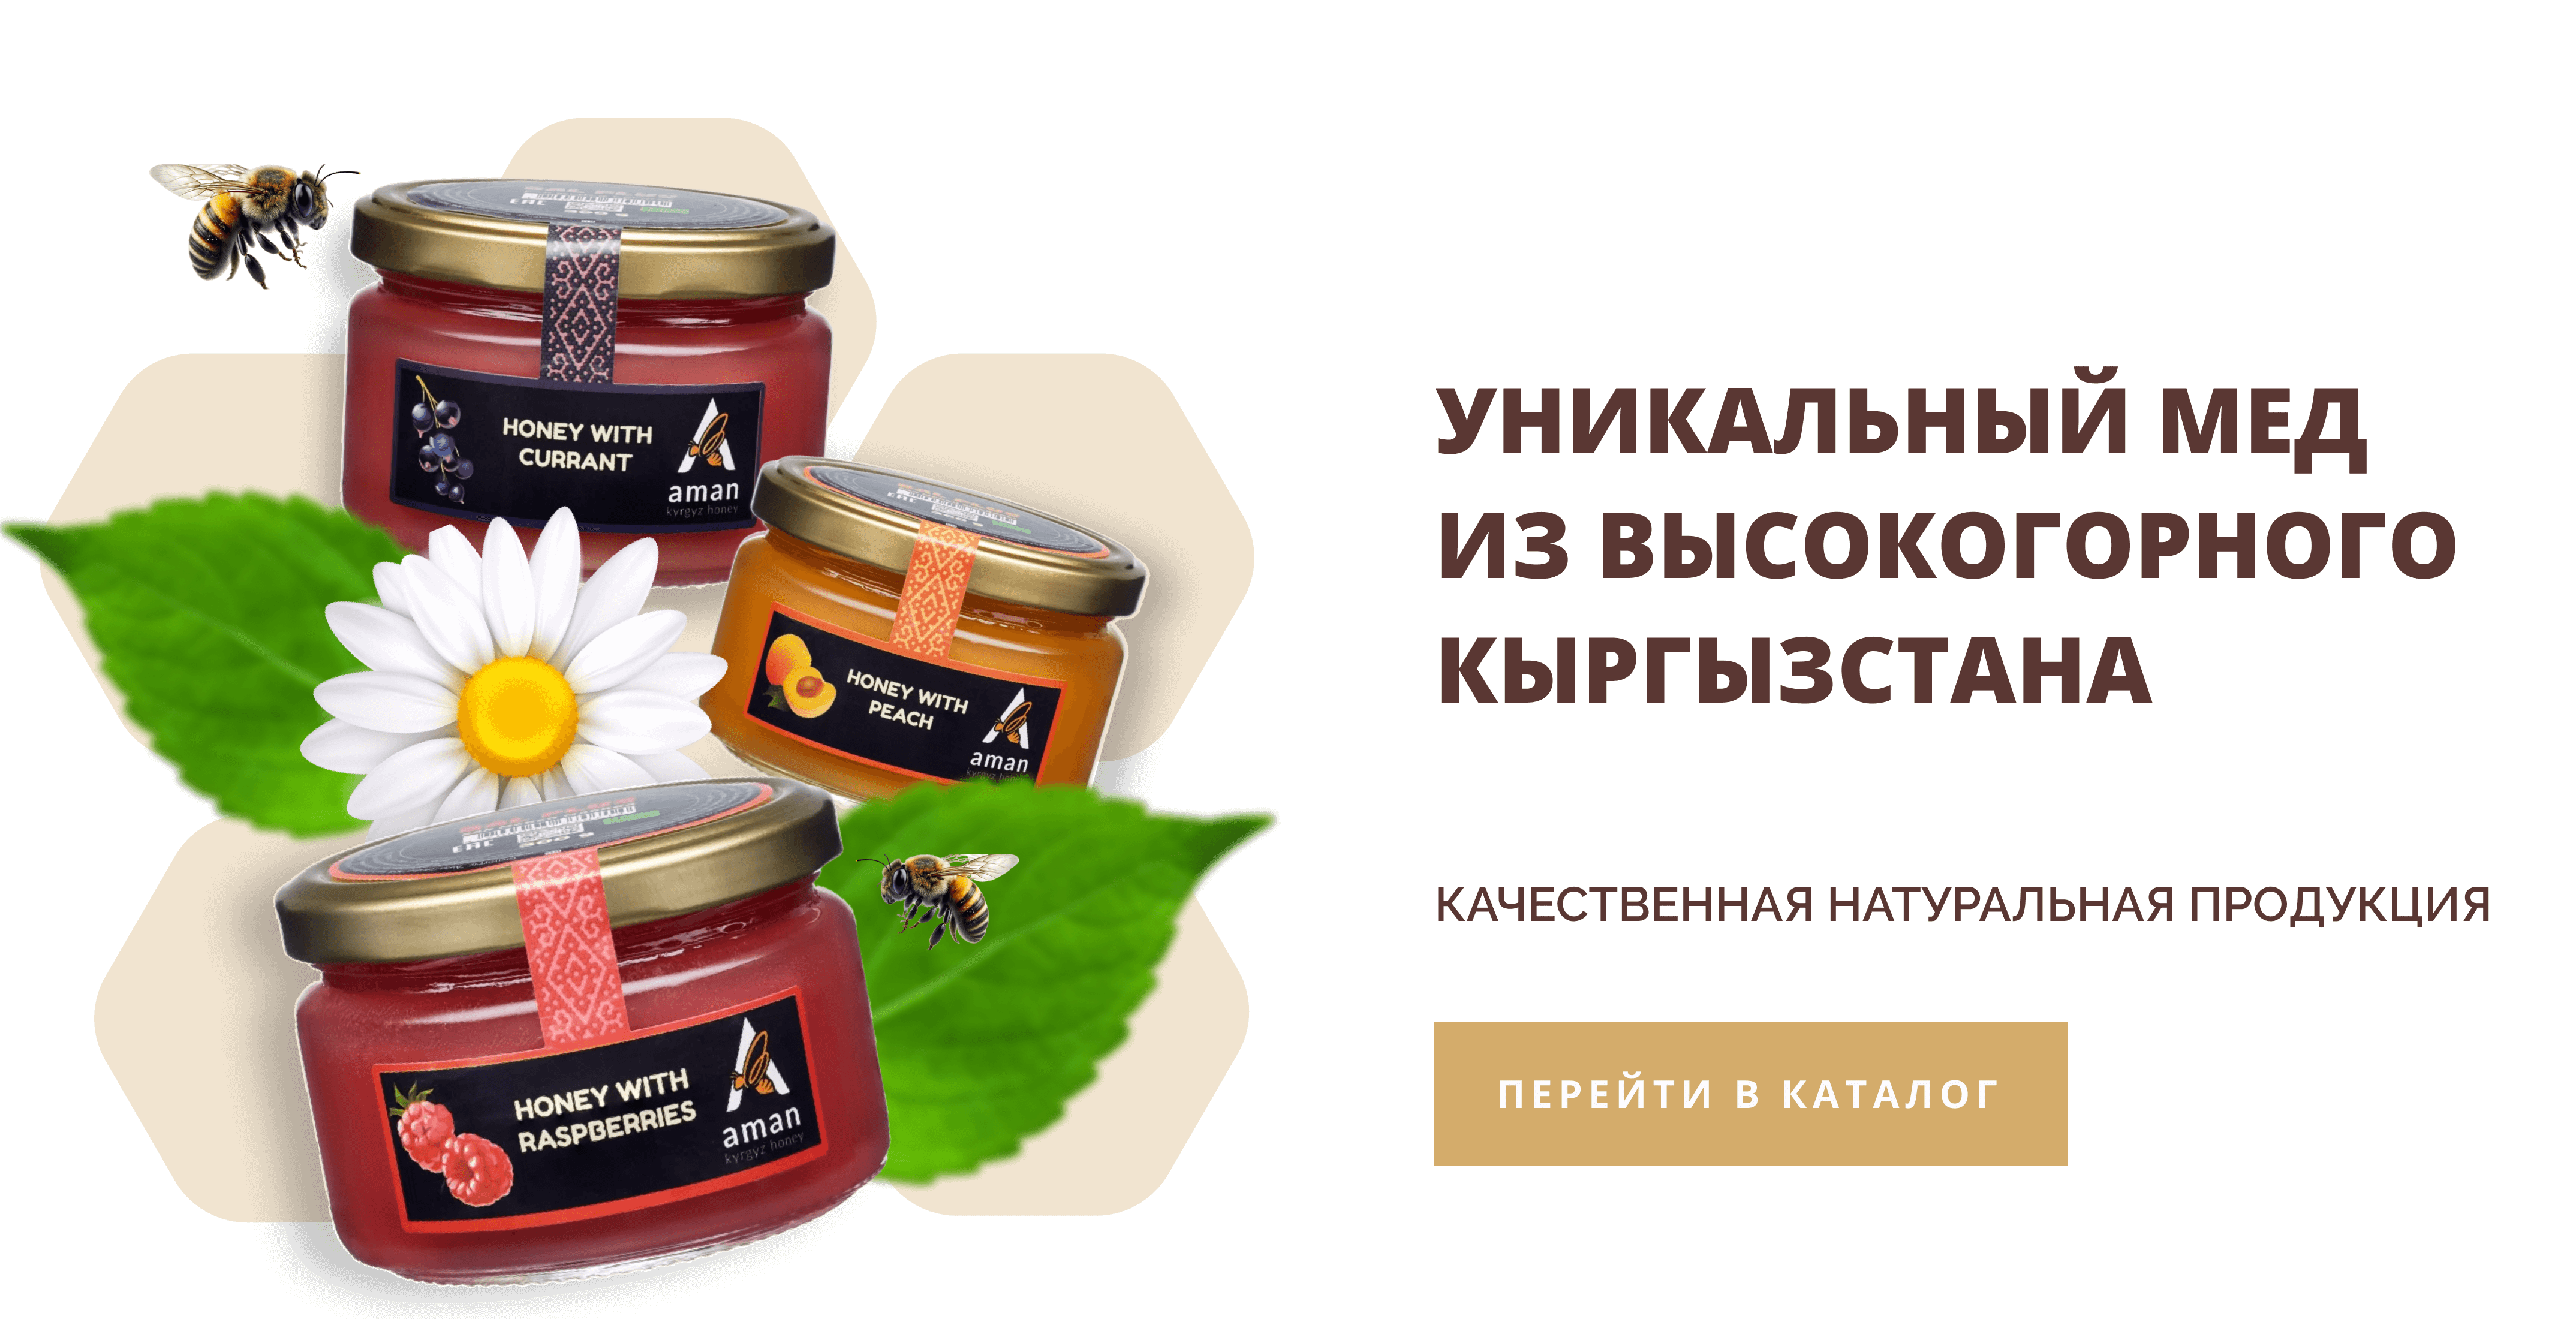 HONEY WITH
CURRANT
aman
kyrgyz honey
HONEY WITH
PEACH
aman
EAC
HONEY WITH
RASPBERRIES
aman
kyrgyz honey
УНИКАЛЬНЫЙ МЕД
ИЗ ВЫСОКОГОРНОГО
КЫРГЫЗСТАНА
КАЧЕСТВЕННАЯ НАТУРАЛЬНАЯ ПРОДУКЦИЯ
ПЕРЕЙТИ В КАТАЛОГ